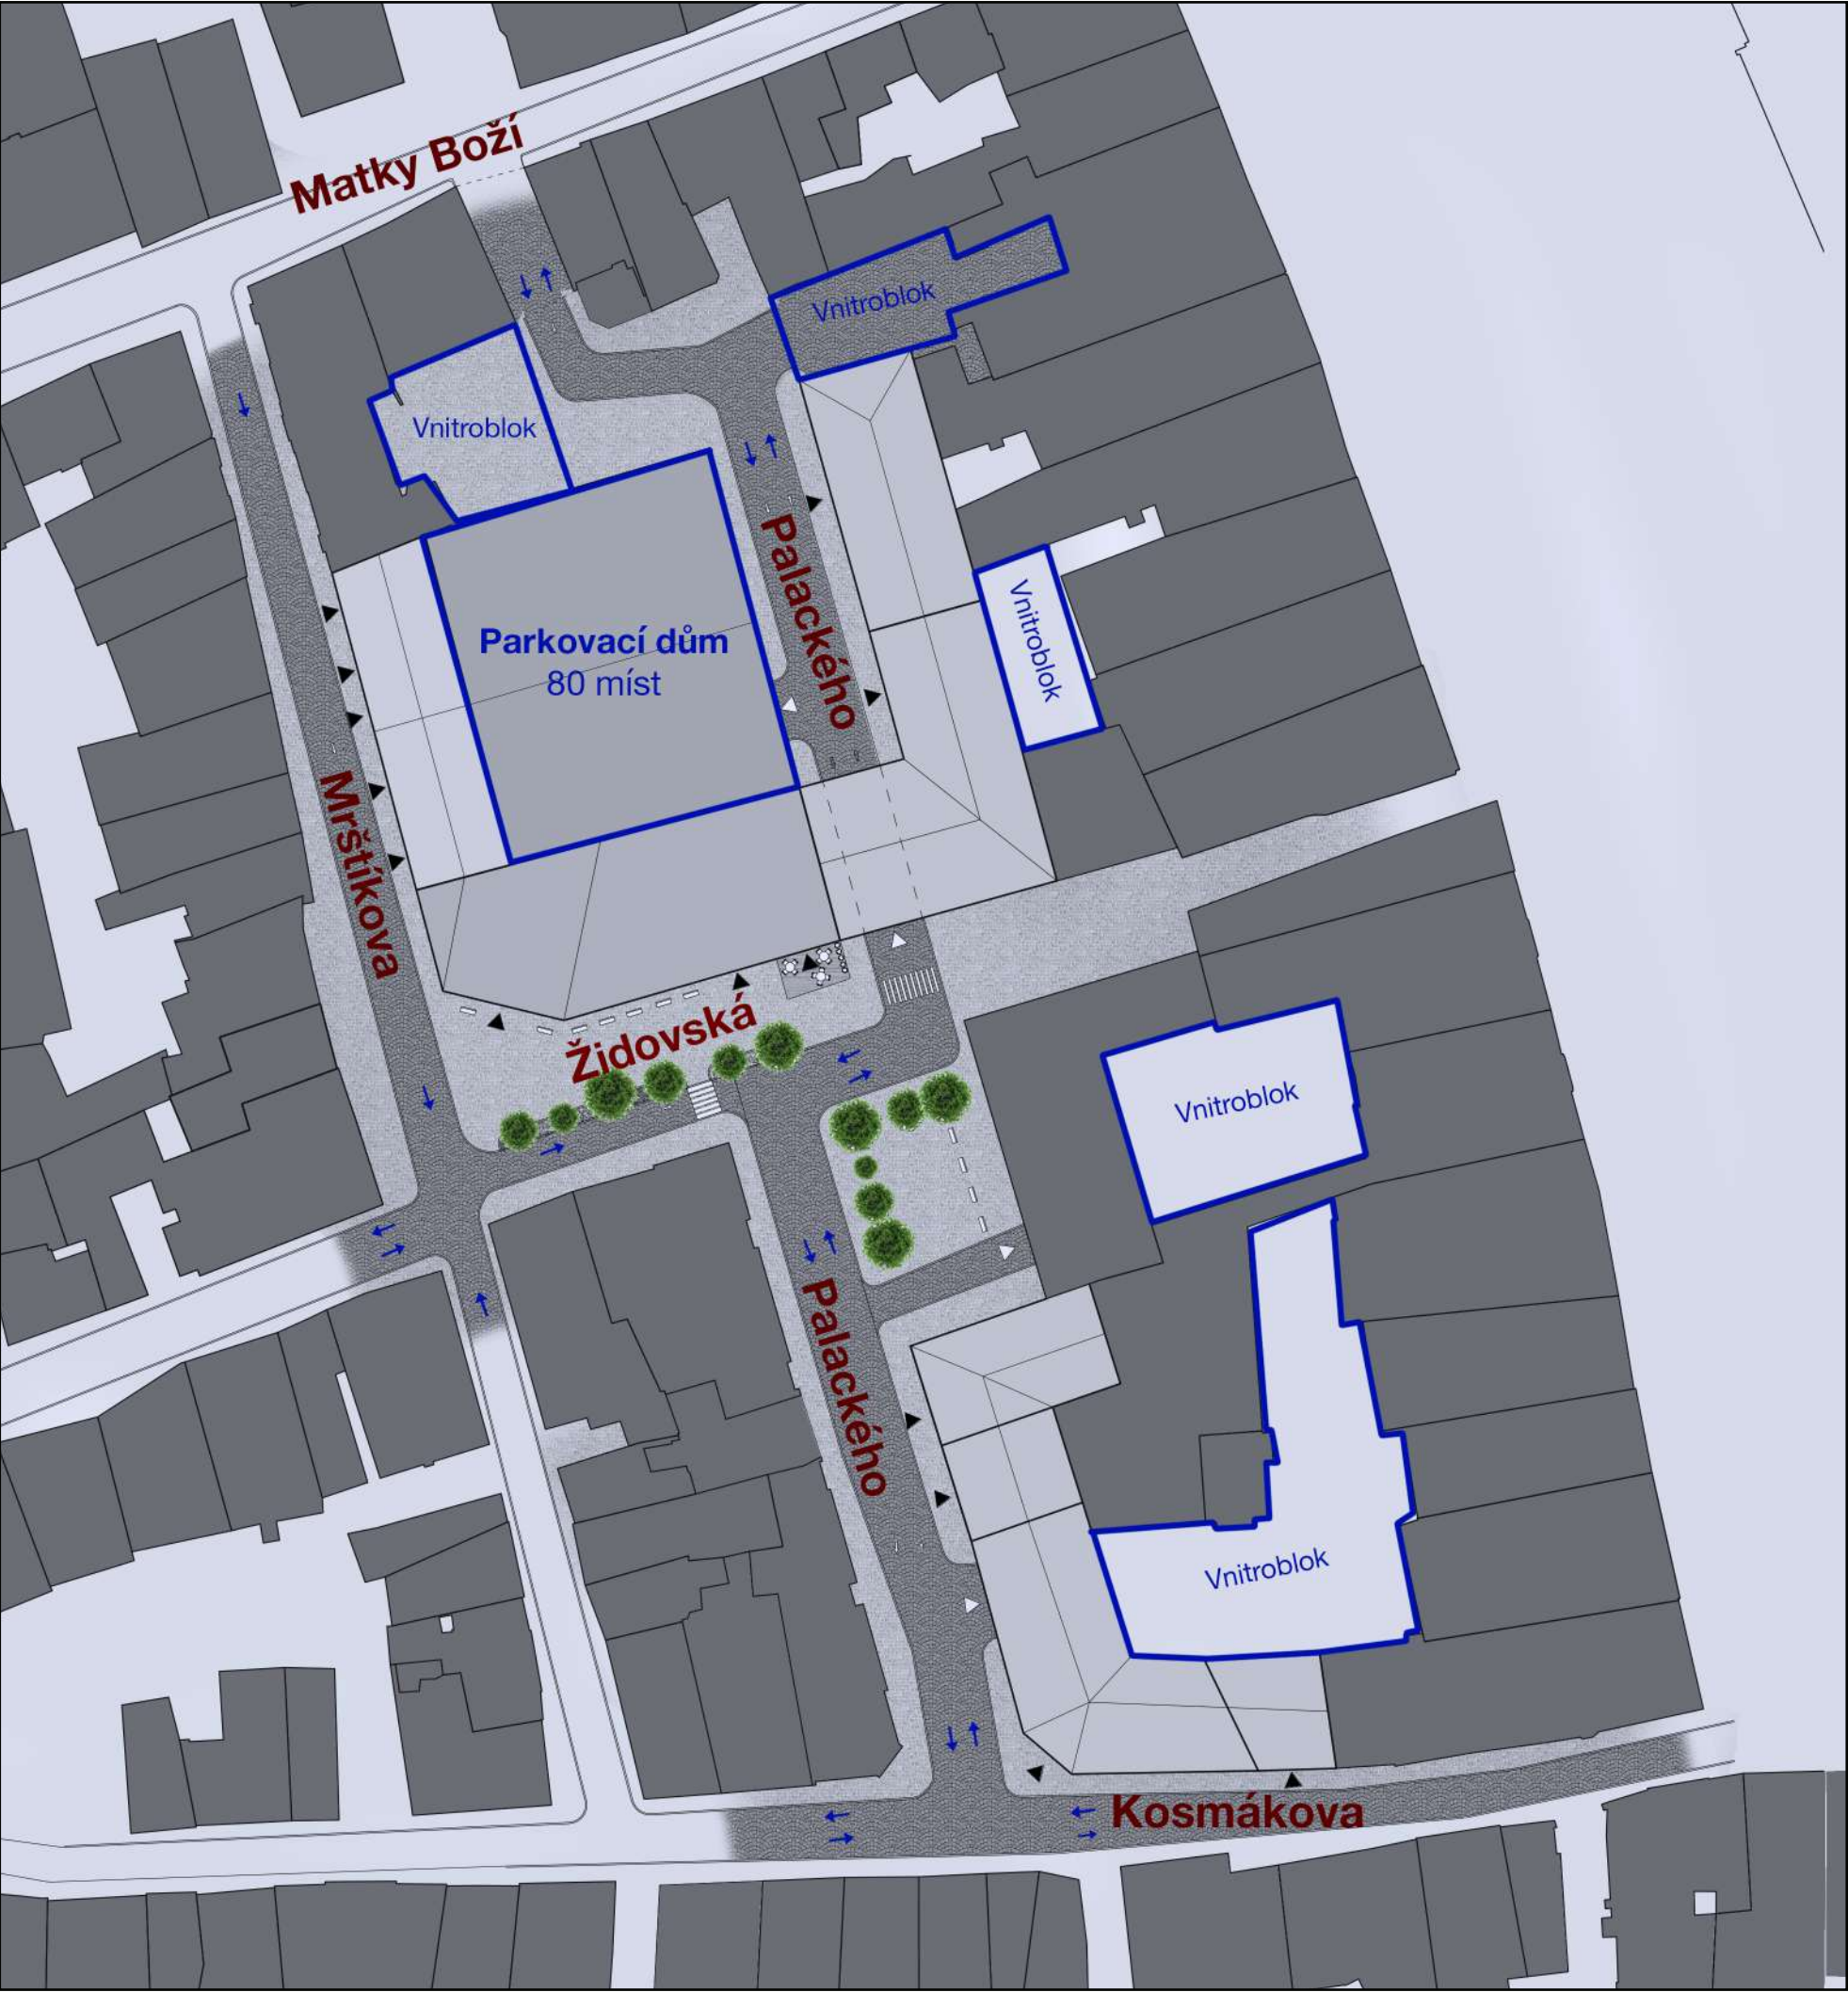 Matky Boží
Vnitroblok
Vnitroblok
Palackého
Vnitroblok
Parkovací dům
80 míst
Mrštíkova
Židovská
Vnitroblok
Palackého
Vnitroblok
Kosmákova